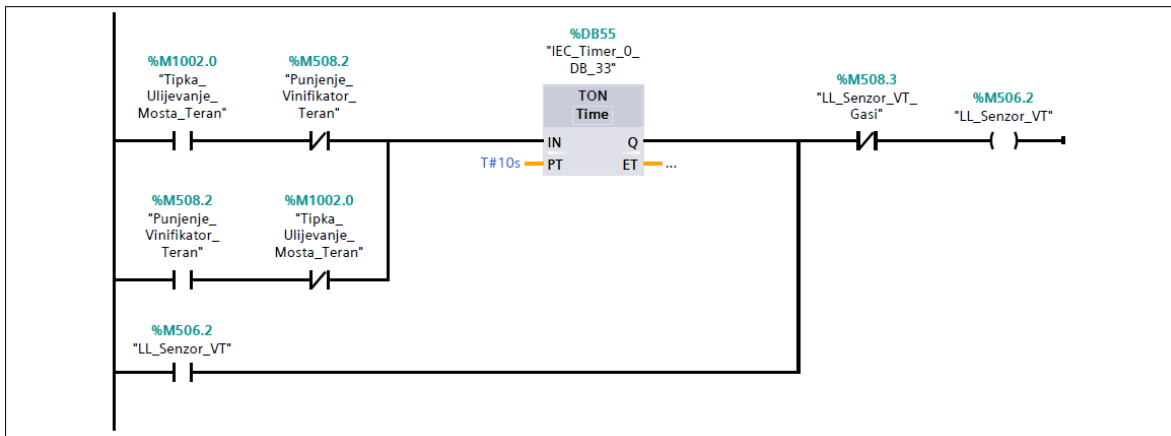 %DB55
"IEC_Timer_0_
DB_33"
TON
Time
IN
Q
T#10s
PT
ET
...
%M1002.0
"Tipka_
Ulijevanje_
Mosta_Teran"
%M508.2
"Punjenje_
Vinifikator_
Teran"
%M508.3
"LL_Senzor_VT_
Gasi"
%M506.2
"LL_Senzor_VT"
%M508.2
"Punjenje_
Vinifikator_
Teran"
%M1002.0
"Tipka_
Ulijevanje_
Mosta_Teran"
%M506.2
"LL_Senzor_VT"